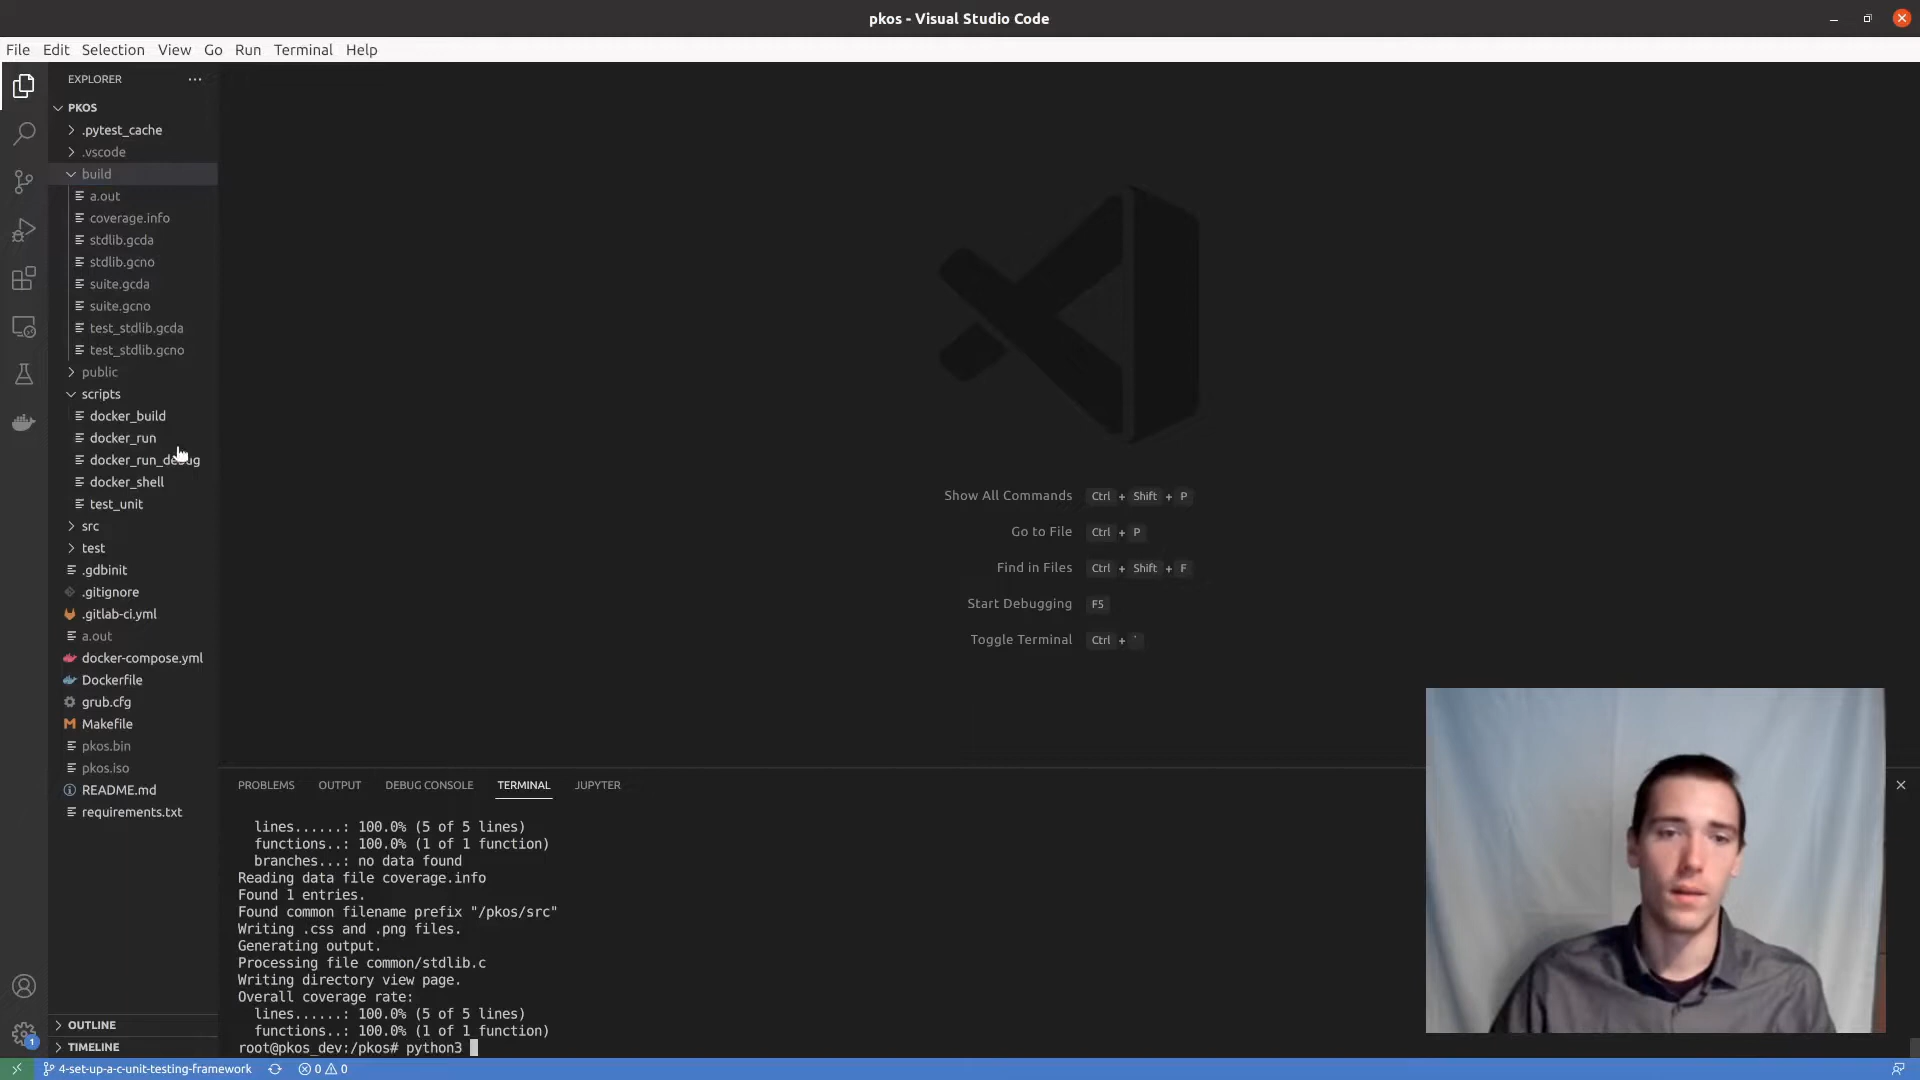 pkos - Visual Studio Code
File Edit Selection View Go Run Terminal Help
EXPLORER
PKOS
.pytest_cache
.vscode
build
a.out
coverage.info
stdlib.gcda
stdlib.gcno
suite.gcda
suite.gcno
test_stdlib.gcda
test_stdlib.gcno
public
scripts
docker_build
docker_run
docker_run_debug
docker_shell
test_unit
src
test
.gdbinit
.gitignore
.gitlab-ci.yml
a.out
docker-compose.yml
Dockerfile
grub.cfg
Makefile
pkos.bin
pkos.iso
README.md
requirements.txt
OUTLINE
TIMELINE
Show All Commands Ctrl + Shift + P
Go to File Ctrl + P
Find in Files Ctrl + Shift + F
Start Debugging F5
Toggle Terminal Ctrl + `
PROBLEMS OUTPUT DEBUG CONSOLE TERMINAL JUPYTER
lines......: 100.0% (5 of 5 lines)
functions..: 100.0% (1 of 1 function)
branches...: no data found
Reading data file coverage.info
Found 1 entries.
Found common filename prefix "/pkos/src"
Writing .css and .png files.
Generating output.
Processing file common/stdlib.c
Writing directory view page.
Overall coverage rate:
lines......: 100.0% (5 of 5 lines)
functions..: 100.0% (1 of 1 function)
root@pkos_dev:/pkos# python3
1
4-set-up-a-c-unit-testing-framework 0 0